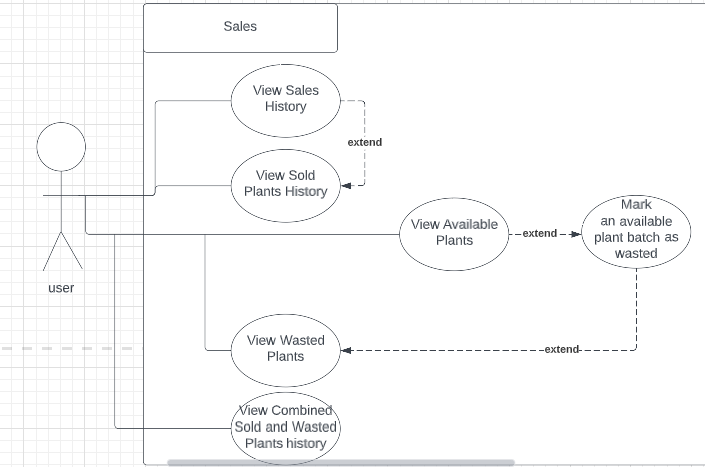 Sales
View Sales
History
extend
View Sold
Plants History
View Available
Plants
extend
Mark
an available
plant batch as
wasted
user
View Wasted
Plants
extend
View Combined
Sold and Wasted
Plants history